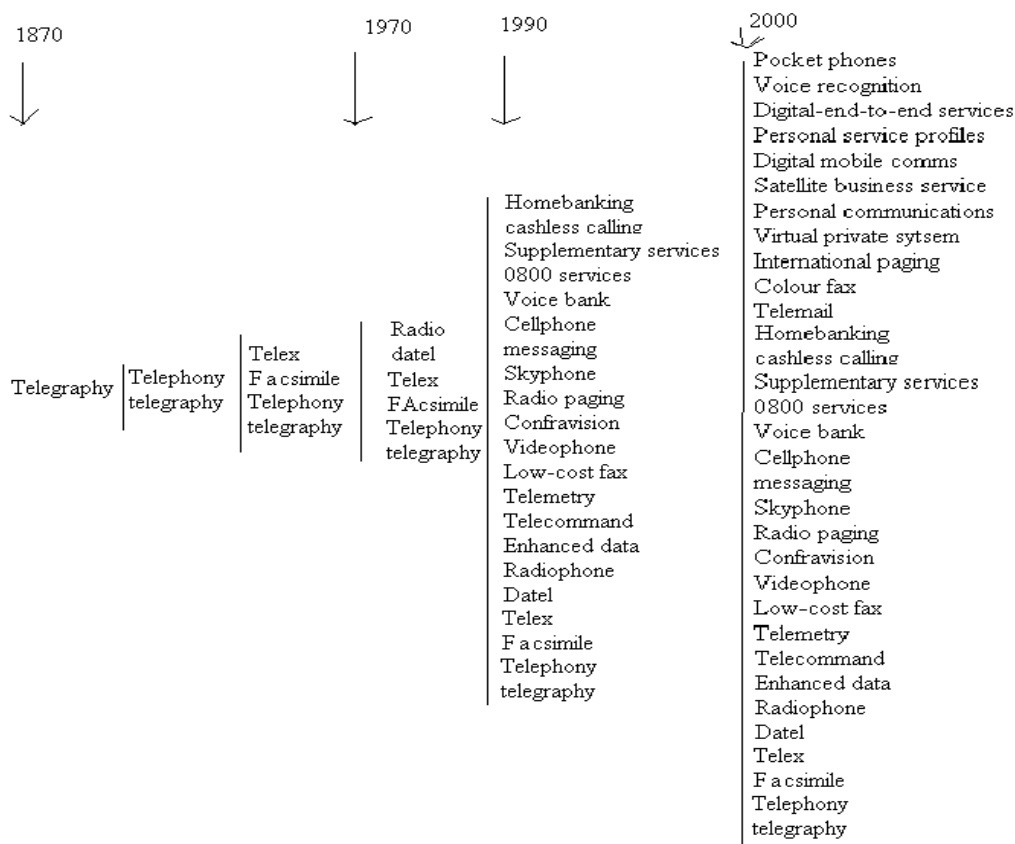 1870
1970
1990
2000
Telegraphy
Telephony
telegraphy
Telex
Facsimile
Telephony
telegraphy
Radio
datel
Telex
FAcsimile
Telephony
telegraphy
Homebanking
cashless calling
Supplementary services
0800 services
Voice bank
Cellphone
messaging
Skyphone
Radio paging
Confravision
Videophone
Low-cost fax
Telemetry
Telecommand
Enhanced data
Radiophone
Datel
Telex
Facsimile
Telephony
telegraphy
Pocket phones
Voice recognition
Digital-end-to-end services
Personal service profiles
Digital mobile comms
Satellite business service
Personal communications
Virtual private sytsem
International paging
Colour fax
Telemail
Homebanking
cashless calling
Supplementary services
0800 services
Voice bank
Cellphone
messaging
Skyphone
Radio paging
Confravision
Videophone
Low-cost fax
Telemetry
Telecommand
Enhanced data
Radiophone
Datel
Telex
Facsimile
Telephony
telegraphy